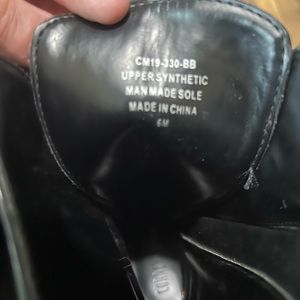 CM19-330-BB
UPPER SYNTHETIC
MAN MADE SOLE
MADE IN CHINA
6M